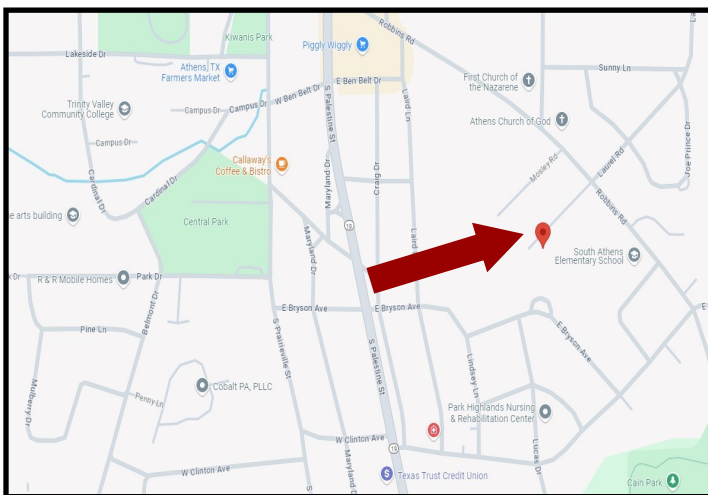 Kiwanis Park
Robbins Rd
Piggly Wiggly
Lakeside Dr
Athens, TX
Farmers Market
E Ben Belt Dr
W Ben Belt Dr
S Palestine St
Laird Ln
First Church of
the Nazarene
Sunny Ln
Trinity Valley
Community College
Campus Dr
Campus Dr
Athens Church of God
Campus Dr
Joe Prince Dr
Laurel Rd
Mosley Rd
Callaway's
Coffee & Bistro
Maryland Dr
Craig Dr
Cardinal Dr
Cardinal Dr
Robbins Rd
e arts building
Central Park
19
Maryland Dr
Laird
South Athens
Elementary School
x Dr
R & R Mobile Homes
Park Dr
Belmont Dr
E Bryson Ave
E Bryson Ave
E
Pine Ln
S Prairieville St
S Palestine St
E Bryson Ave
Lindsey Ln
Mulberry Dr
Cobalt PA, PLLC
Penny Ln
Park Highlands Nursing
& Rehabilitation Center
Lucas Dr
W Clinton Ave
19
W Clinton Ave
Maryland D
S
Texas Trust Credit Union
Cain Park